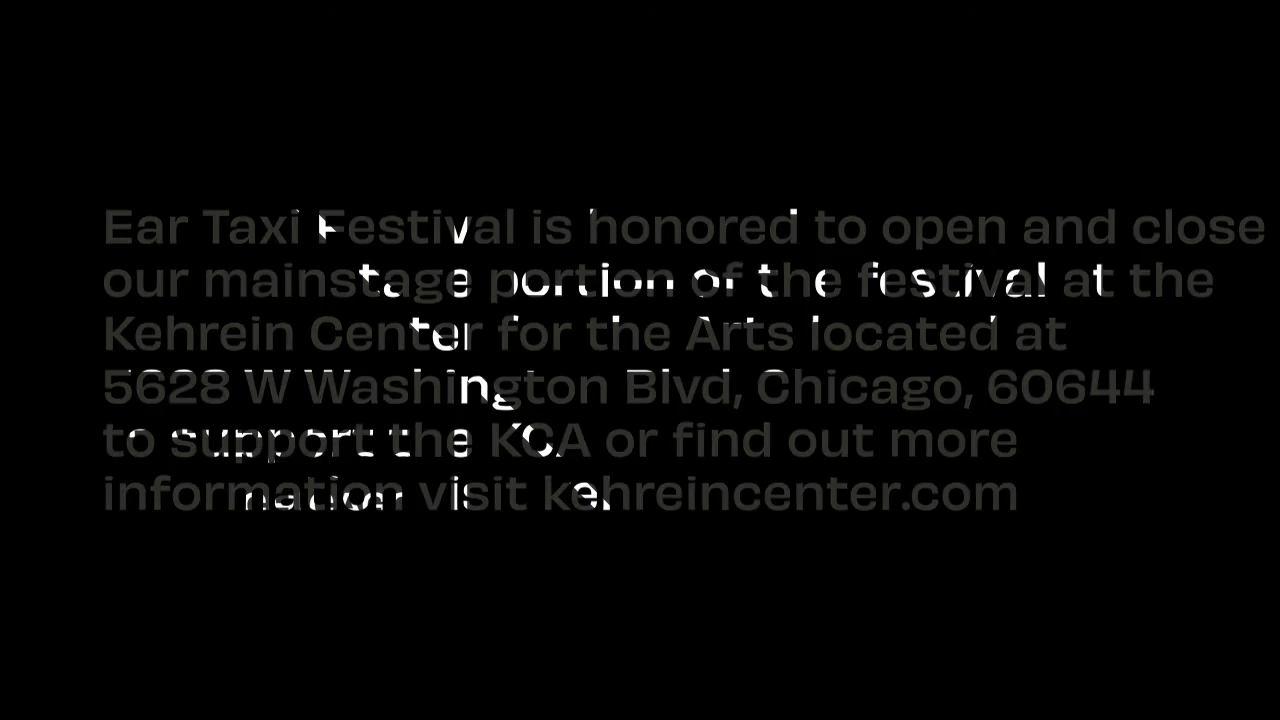 Ear Taxi Festival is honored to open and close
our mainstage portion of the festival at the
Kehrein Center for the Arts located at
5628 W Washington Blvd, Chicago, 60644
to support the KCA or find out more
information visit kehreincenter.com